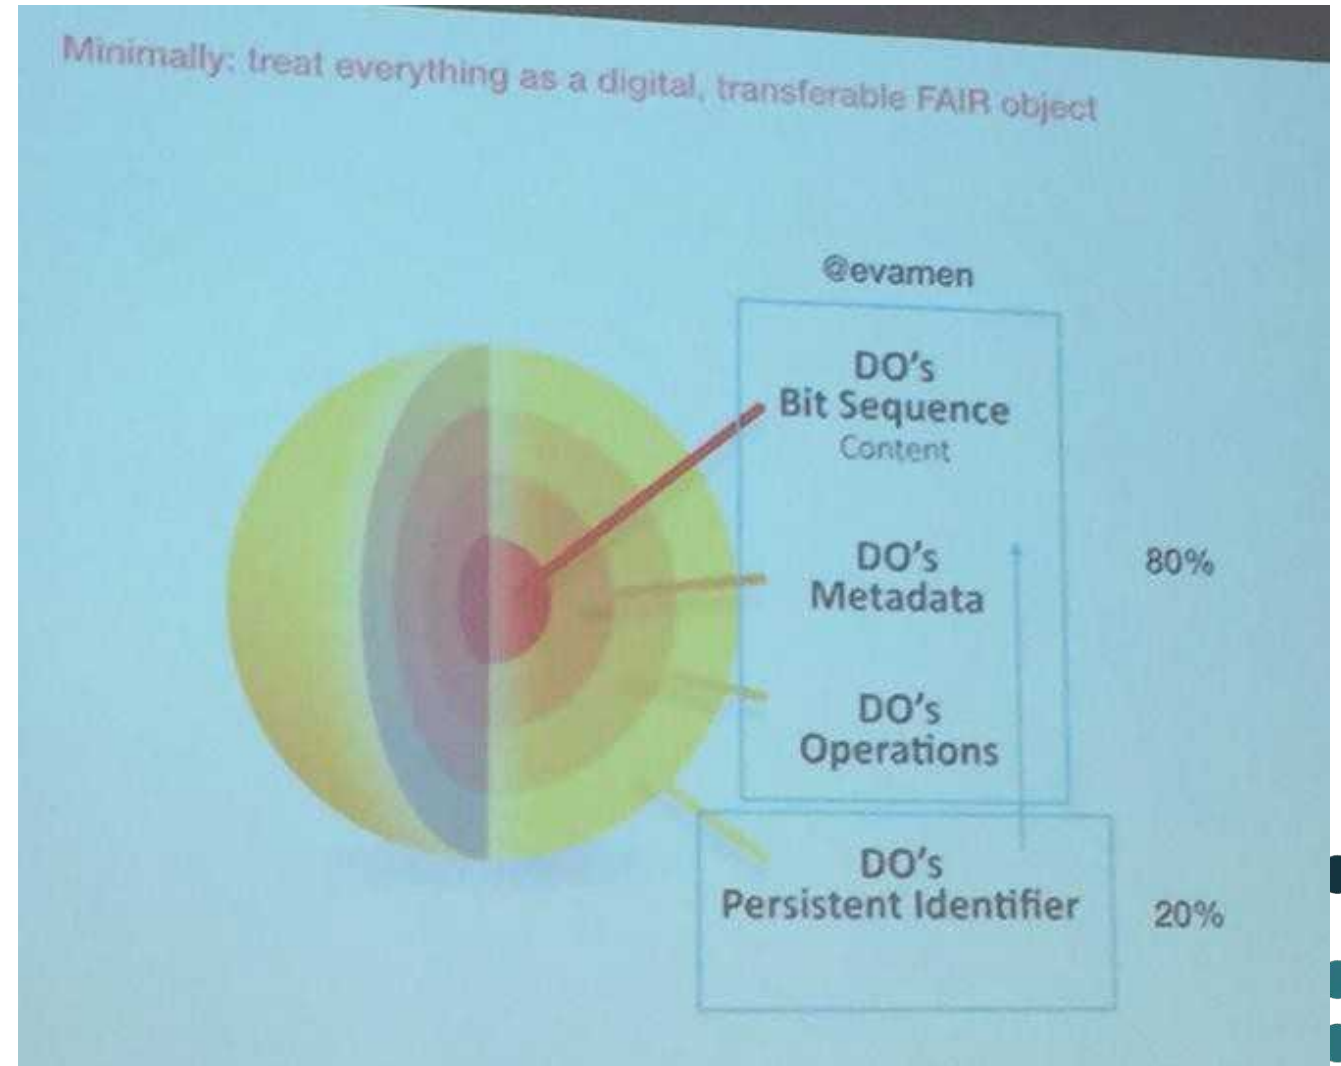 Minimally: treat everything as a digital, transferable FAIR object
@evamen
DO's
Bit Sequence
Content
DO's
Metadata
80%
DO's
Operations
DO's
Persistent Identifier
20%